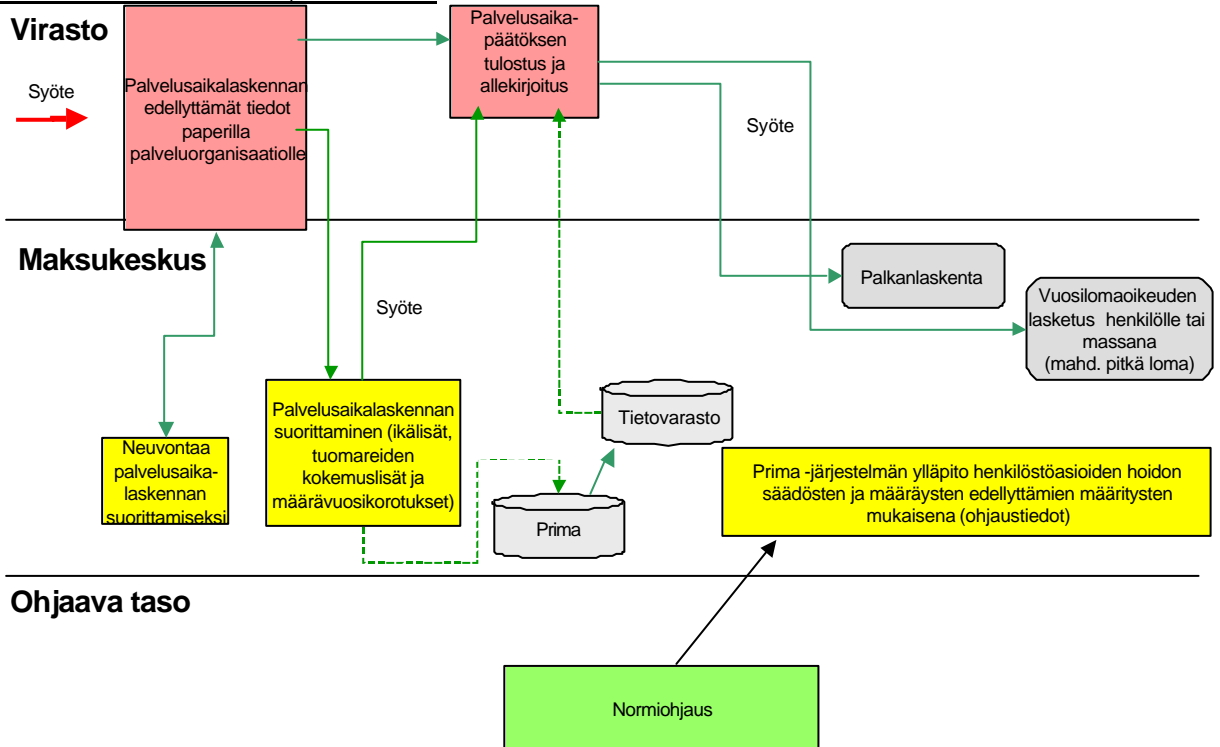 Virasto
Syöte
Palvelusaikalaskennan
edellyttämät tiedot
paperilla
palveluorganisaatiolle
Palvelusaika-
päätöksen
tulostus ja
allekirjoitus
Syöte
Maksukeskus
Syöte
Palkanlaskenta
Vuosilomaoikeuden
lasketus henkilölle tai
massana
(mahd. pitkä loma)
Neuvontaa
palvelusaika-
laskennan
suorittamiseksi
Palvelusaikalaskennan
suorittaminen (ikälisät,
tuomareiden
kokemuslisät ja
määrävuosikorotukset)
Tietovarasto
Prima
Prima -järjestelmän ylläpito henkilöstöasioiden hoidon
säädösten ja määräysten edellyttämien määritysten
mukaisena (ohjaustiedot)
Ohjaava taso
Normiohjaus